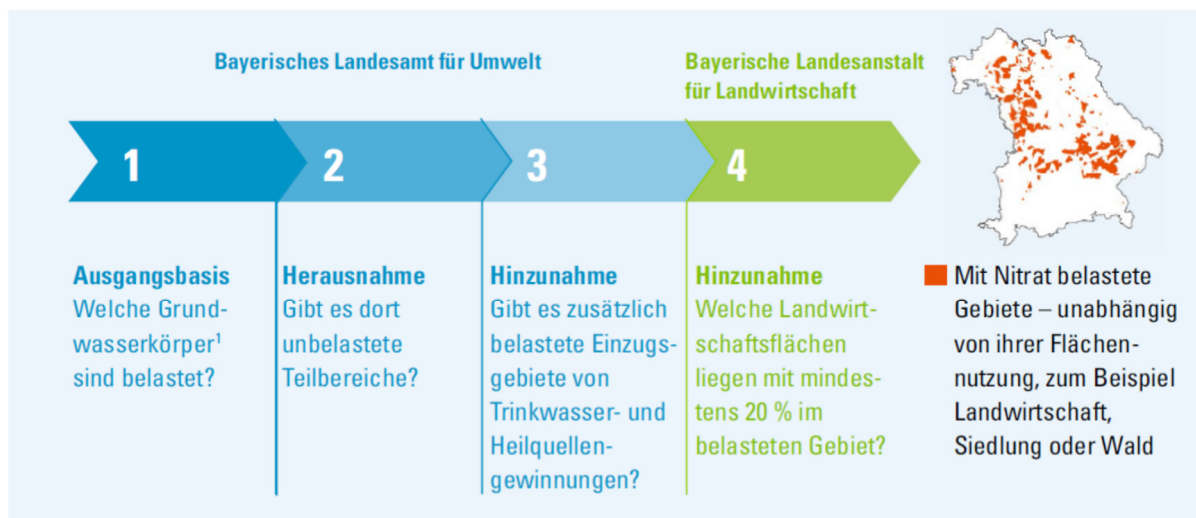 Bayerisches Landesamt für Umwelt
Bayerische Landesanstalt
für Landwirtschaft
1
2
3
4
Ausgangsbasis
Welche Grund-
wasserkörper¹
sind belastet?
Herausnahme
Gibt es dort
unbelastete
Teilbereiche?
Hinzunahme
Gibt es zusätzlich
belastete Einzugs-
gebiete von
Trinkwasser- und
Heilquellen-
gewinnungen?
Hinzunahme
Welche Landwirt-
schaftsflächen
liegen mit mindes-
tens 20 % im
belasteten Gebiet?
Mit Nitrat belastete
Gebiete – unabhängig
von ihrer Flächen-
nutzung, zum Beispiel
Landwirtschaft,
Siedlung oder Wald